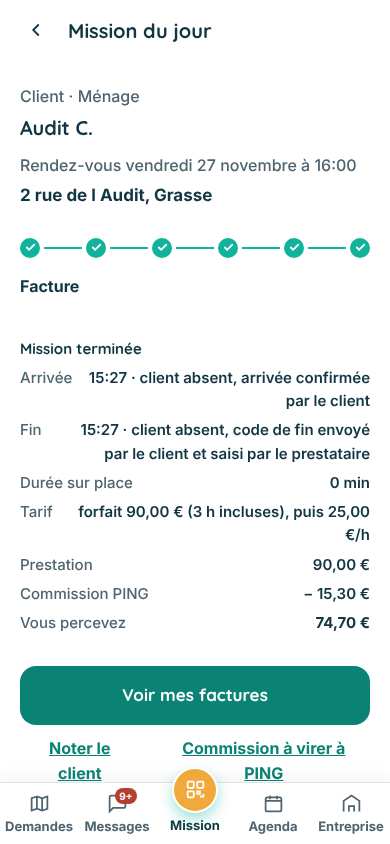 Mission du jour
Client · Ménage
Audit C.
Rendez-vous vendredi 27 novembre à 16:00
2 rue de l Audit, Grasse
Facture
Mission terminée
Arrivée 15:27 · client absent, arrivée confirmée
par le client
Fin 15:27 · client absent, code de fin envoyé
par le client et saisi par le prestataire
Durée sur place 0 min
Tarif forfait 90,00 € (3 h incluses), puis 25,00
€/h
Prestation 90,00 €
Commission PING – 15,30 €
Vous percevez 74,70 €
Voir mes factures
Noter le
client
Commission à virer à
PING
9+
Demandes Messages Mission Agenda Entreprise